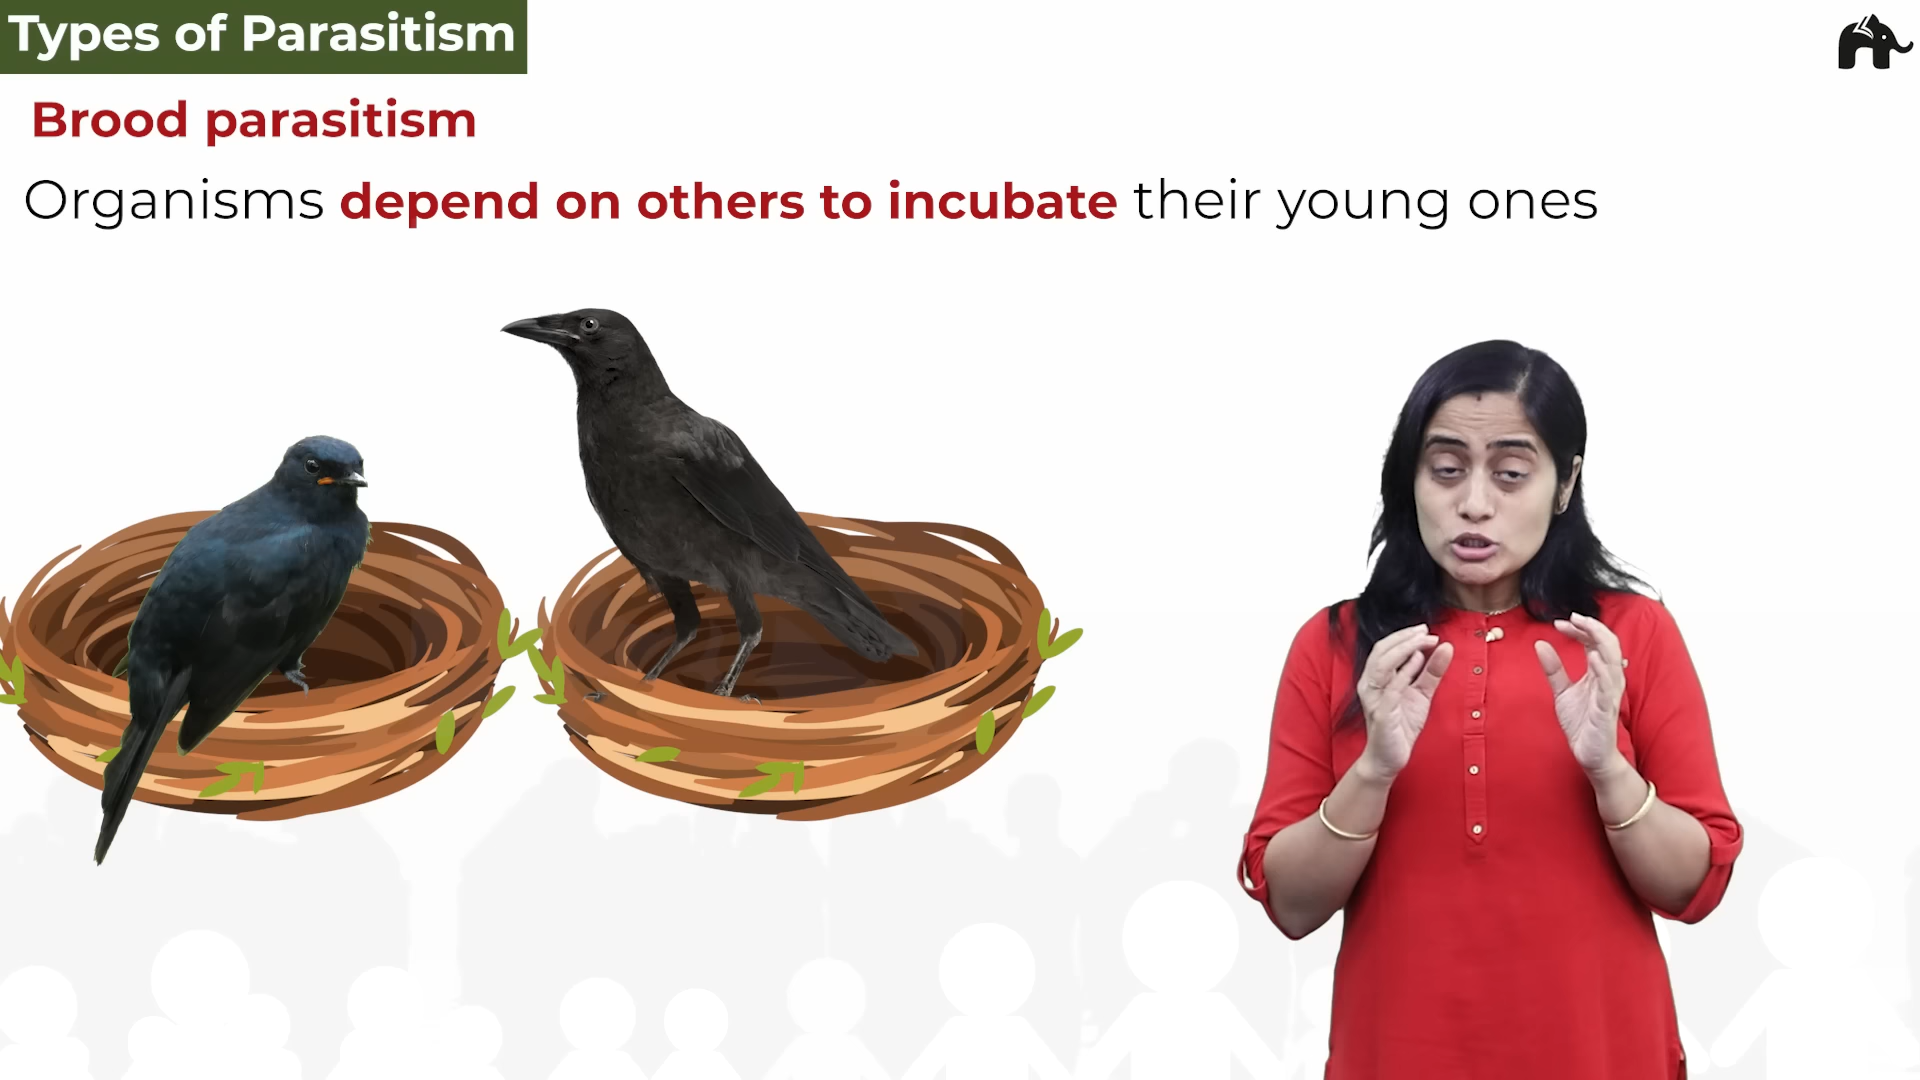 Types of Parasitism
Brood parasitism
Organisms depend on others to incubate their young ones